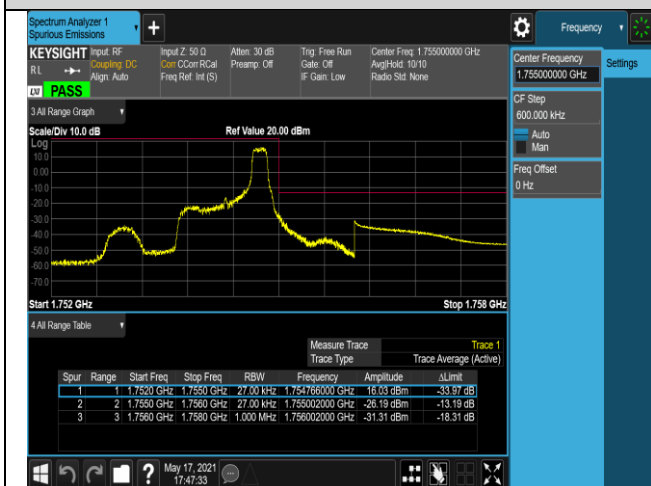 Spectrum Analyzer 1
Spurious Emissions
Frequency
KEYSIGHT
RL
LXI
PASS
Input: RF
Coupling: DC
Align: Auto
Input Z: 50 Ω
Corr CCorr RCal
Freq Ref: Int (S)
Atten: 30 dB
Preamp: Off
Trig: Free Run
Gate: Off
IF Gain: Low
Center Freq: 1.755000000 GHz
Avg|Hold: 10/10
Radio Std: None
Center Frequency
1.755000000 GHz
Settings
CF Step
600.000 kHz
Auto
Man
Freq Offset
0 Hz
3 All Range Graph
Scale/Div 10.0 dB
Ref Value 20.00 dBm
Log
10.0
0.00
-10.0
-20.0
-30.0
-40.0
-50.0
-60.0
-70.0
Start 1.752 GHz
Stop 1.758 GHz
4 All Range Table
Measure Trace Trace 1
Trace Type Trace Average (Active)
Spur Range Start Freq Stop Freq RBW Frequency Amplitude ΔLimit
1 1 1.7520 GHz 1.7550 GHz 27.00 kHz 1.754766000 GHz 16.03 dBm -33.97 dB
2 2 1.7550 GHz 1.7560 GHz 27.00 kHz 1.755002000 GHz -26.19 dBm -13.19 dB
3 3 1.7560 GHz 1.7580 GHz 1.000 MHz 1.756002000 GHz -31.31 dBm -18.31 dB
May 17, 2021
17:47:33